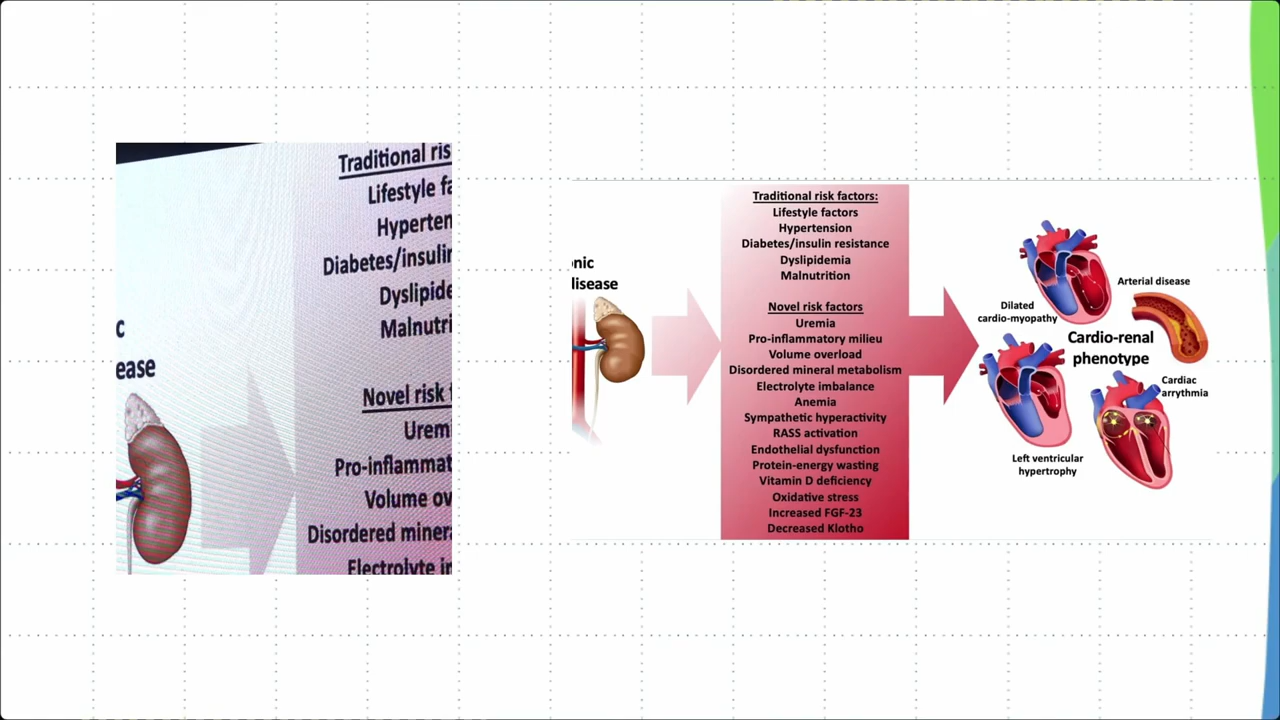 Traditional ris
Lifestyle fa
Hyperten
Diabetes/insulin
Dyslipide
Malnutri
c
ease
Novel risk
Urem
Pro-inflammat
Volume ov
Disordered minera
Electrolyte in
onic
disease
Traditional risk factors:
Lifestyle factors
Hypertension
Diabetes/insulin resistance
Dyslipidemia
Malnutrition
Novel risk factors
Uremia
Pro-inflammatory milieu
Volume overload
Disordered mineral metabolism
Electrolyte imbalance
Anemia
Sympathetic hyperactivity
RASS activation
Endothelial dysfunction
Protein-energy wasting
Vitamin D deficiency
Oxidative stress
Increased FGF-23
Decreased Klotho
Dilated
cardio-myopathy
Arterial disease
Cardio-renal
phenotype
Cardiac
arrythmia
Left ventricular
hypertrophy